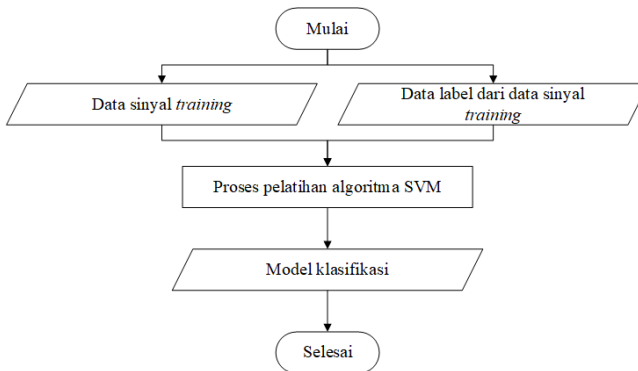 Mulai
Data sinyal training
Data label dari data sinyal
training
Proses pelatihan algoritma SVM
Model klasifikasi
Selesai